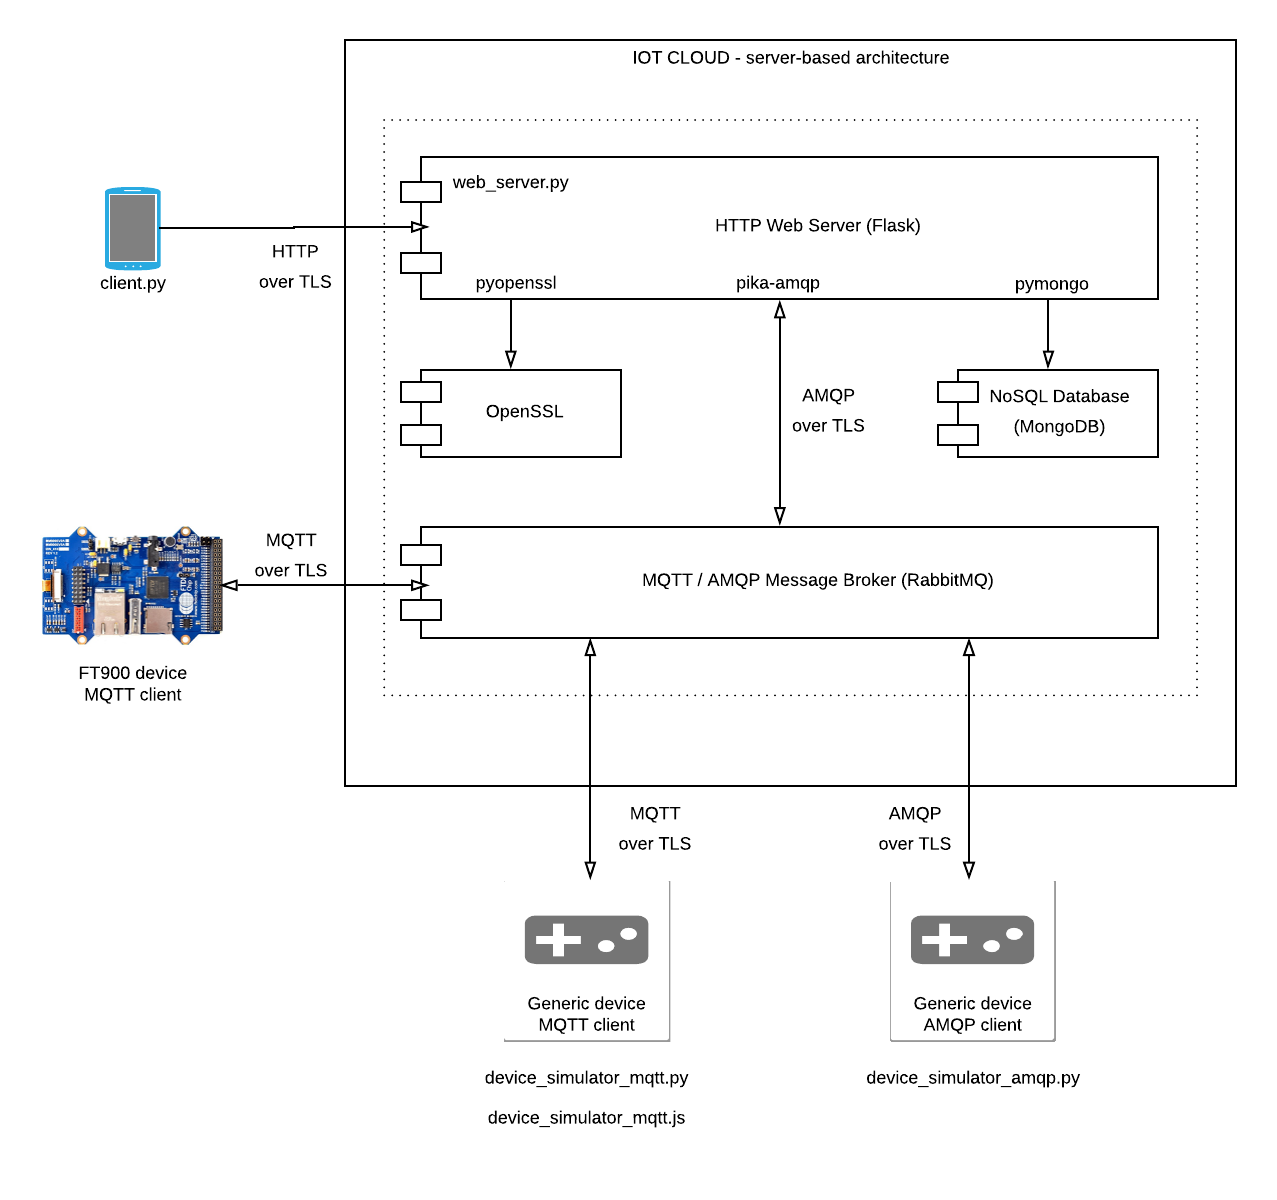 IOT CLOUD - server-based architecture
web_server.py
HTTP Web Server (Flask)
pyopenssl
pika-amqp
pymongo
client.py
HTTP
over TLS
OpenSSL
AMQP
over TLS
NoSQL Database
(MongoDB)
MQTT
over TLS
MQTT / AMQP Message Broker (RabbitMQ)
FT900 device
MQTT client
MQTT
over TLS
AMQP
over TLS
Generic device
MQTT client
Generic device
AMQP client
device_simulator_mqtt.py
device_simulator_amqp.py
device_simulator_mqtt.js